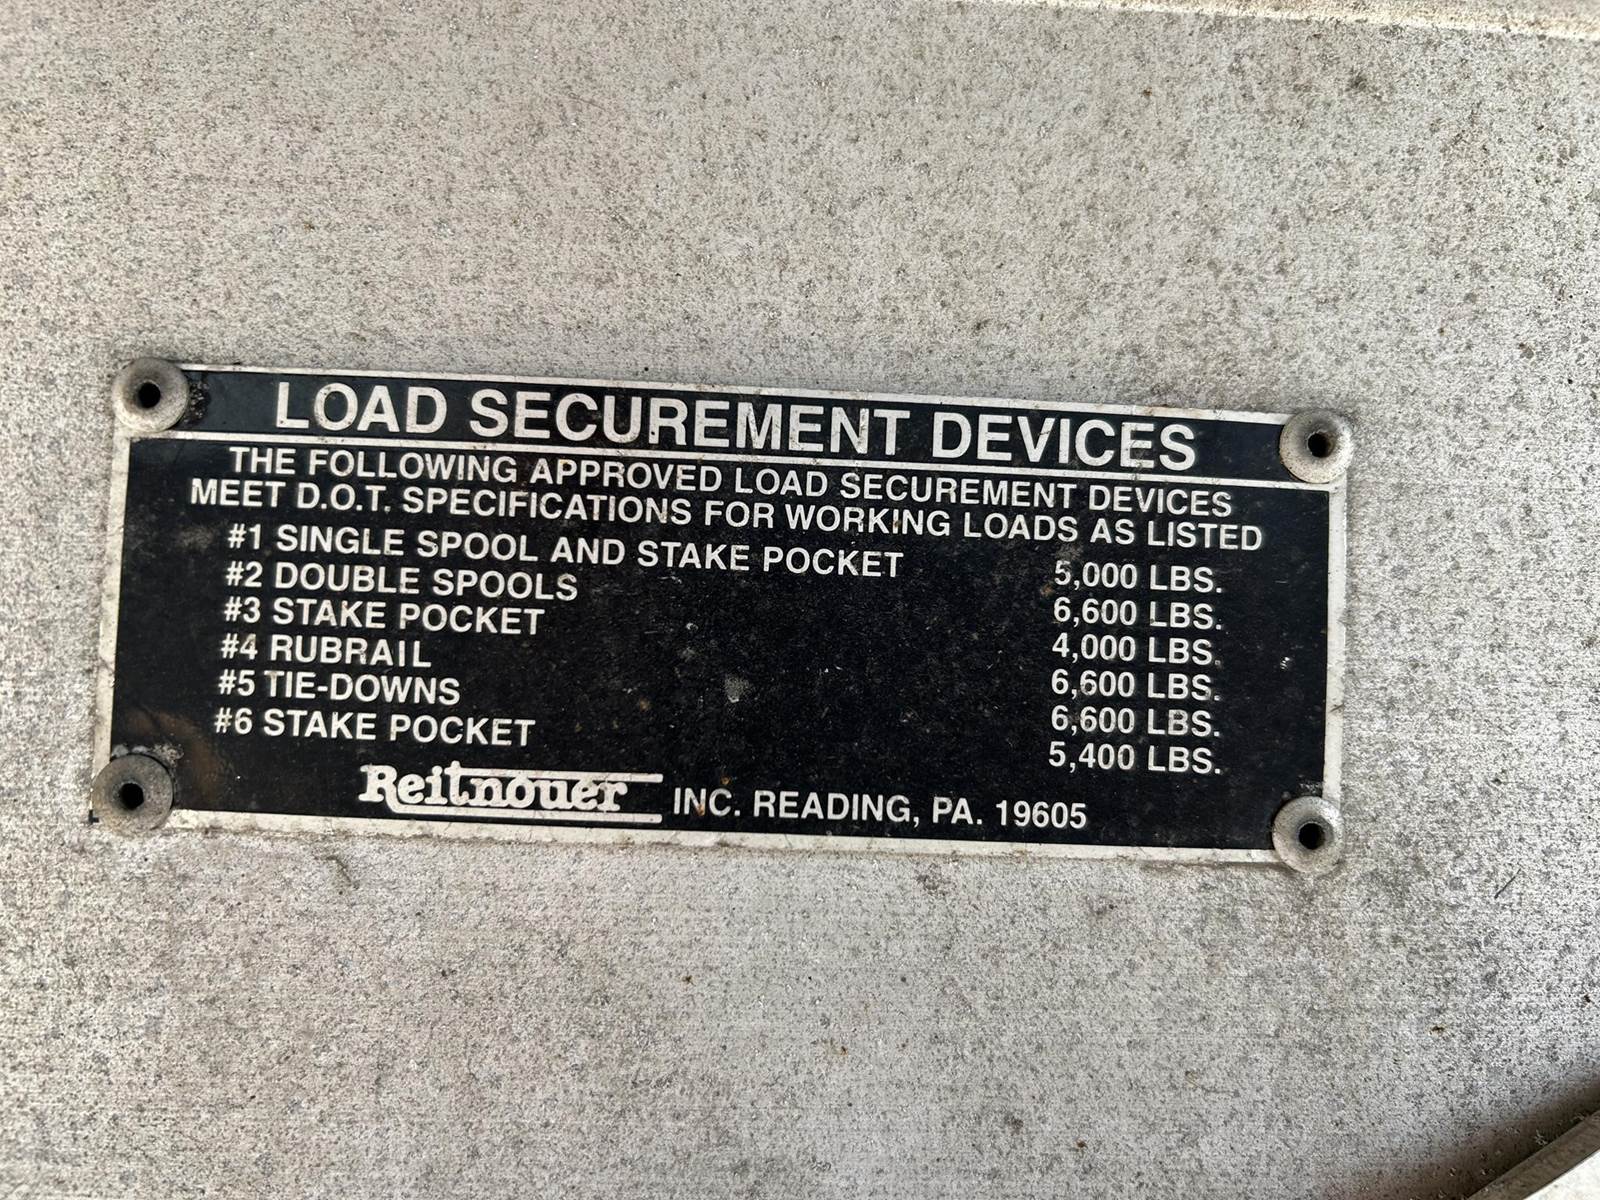 LOAD SECUREMENT DEVICES
THE FOLLOWING APPROVED LOAD SECUREMENT DEVICES
MEET D.O.T. SPECIFICATIONS FOR WORKING LOADS AS LISTED
#1 SINGLE SPOOL AND STAKE POCKET 5,000 LBS.
#2 DOUBLE SPOOLS 6,600 LBS.
#3 STAKE POCKET 4,000 LBS.
#4 RUBRAIL 6,600 LBS.
#5 TIE-DOWNS 6,600 LBS.
#6 STAKE POCKET 5,400 LBS.
Reitnouer INC. READING, PA. 19605